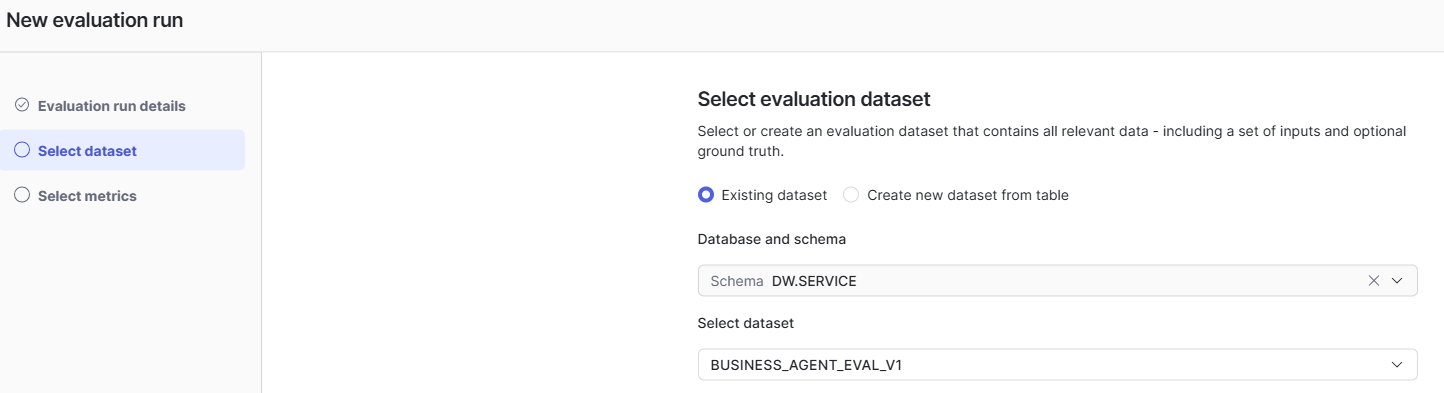 New evaluation run
Evaluation run details
Select dataset
Select metrics
Select evaluation dataset
Select or create an evaluation dataset that contains all relevant data - including a set of inputs and optional
ground truth.
Existing dataset Create new dataset from table
Database and schema
Schema DW.SERVICE
Select dataset
BUSINESS_AGENT_EVAL_V1